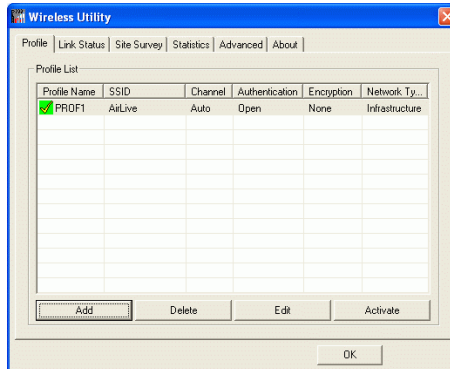 Wireless Utility
Profile Link Status Site Survey Statistics Advanced About
Profile List
Profile Name SSID Channel Authentication Encryption Network Ty...
PROF1 AirLive Auto Open None Infrastructure
Add Delete Edit Activate
OK